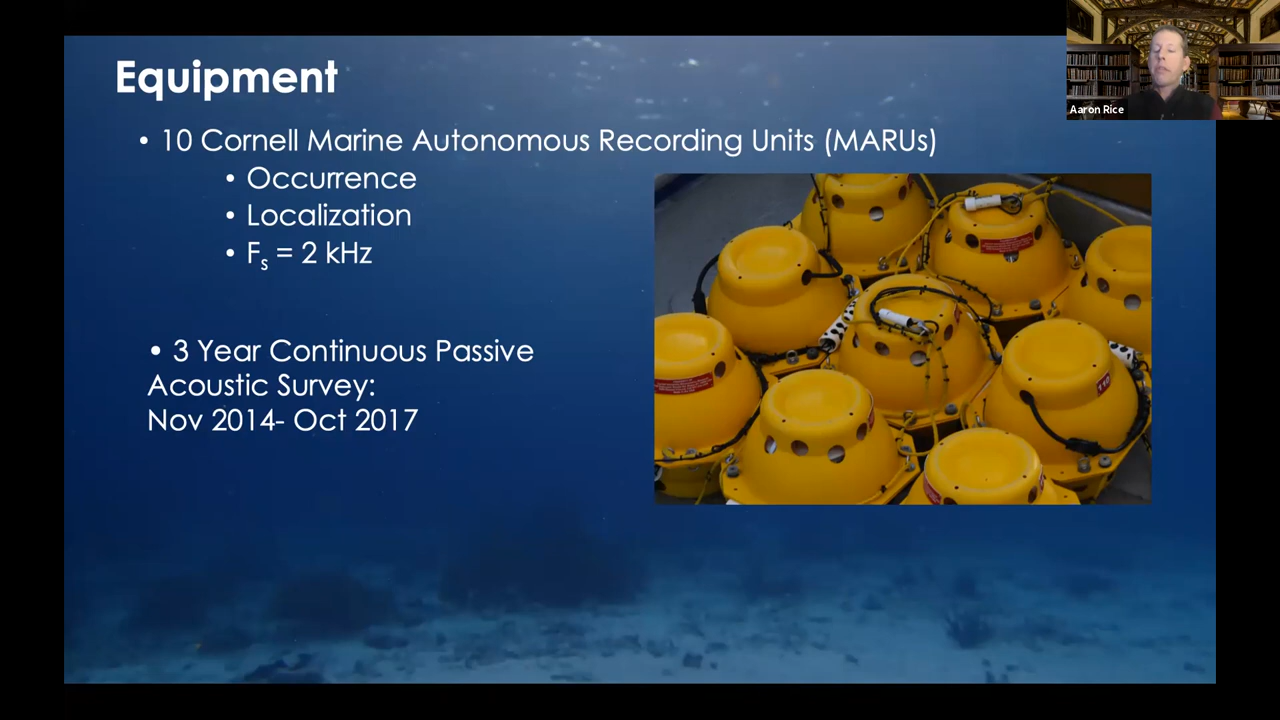 Equipment
• 10 Cornell Marine Autonomous Recording Units (MARUs)
• Occurrence
• Localization
• Fs = 2 kHz
• 3 Year Continuous Passive
Acoustic Survey:
Nov 2014- Oct 2017
Aaron Rice